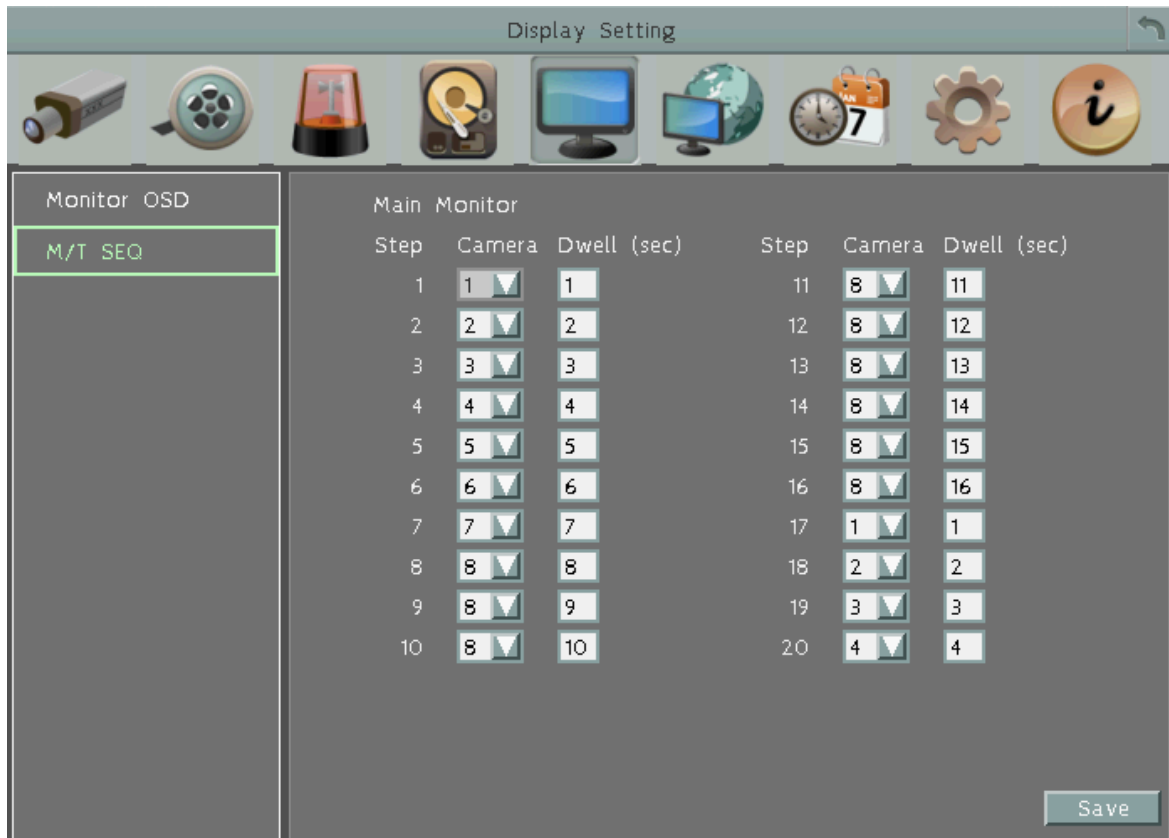 Display Setting
JAN
7
i
Monitor OSD
M/T SEQ
Main Monitor
Step Camera Dwell (sec) Step Camera Dwell (sec)
1 1 1 11 8 11
2 2 2 12 8 12
3 3 3 13 8 13
4 4 4 14 8 14
5 5 5 15 8 15
6 6 6 16 8 16
7 7 7 17 1 1
8 8 8 18 2 2
9 8 9 19 3 3
10 8 10 20 4 4
Save